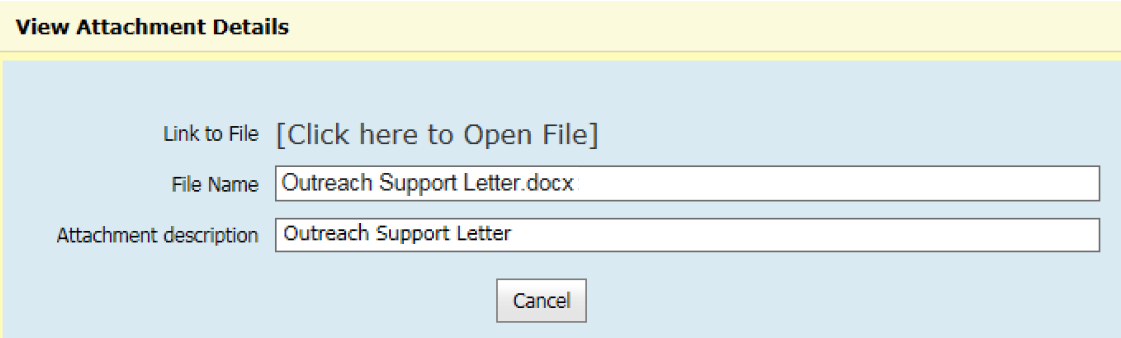 View Attachment Details
Link to File [Click here to Open File]
File Name Outreach Support Letter.docx
Attachment description Outreach Support Letter
Cancel